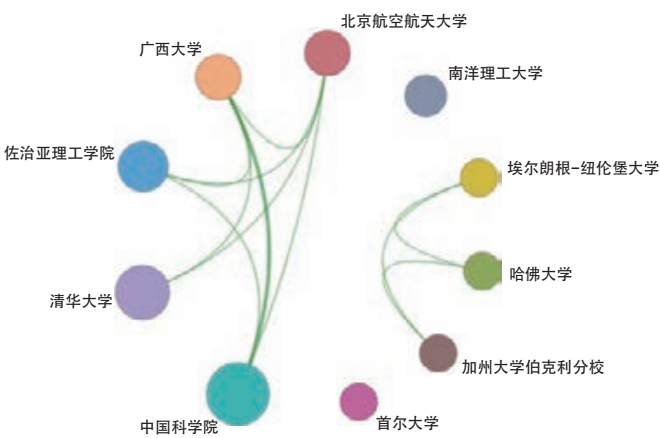 北京航空航天大学
广西大学
南洋理工大学
佐治亚理工学院
埃尔朗根-纽伦堡大学
哈佛大学
清华大学
加州大学伯克利分校
首尔大学
中国科学院